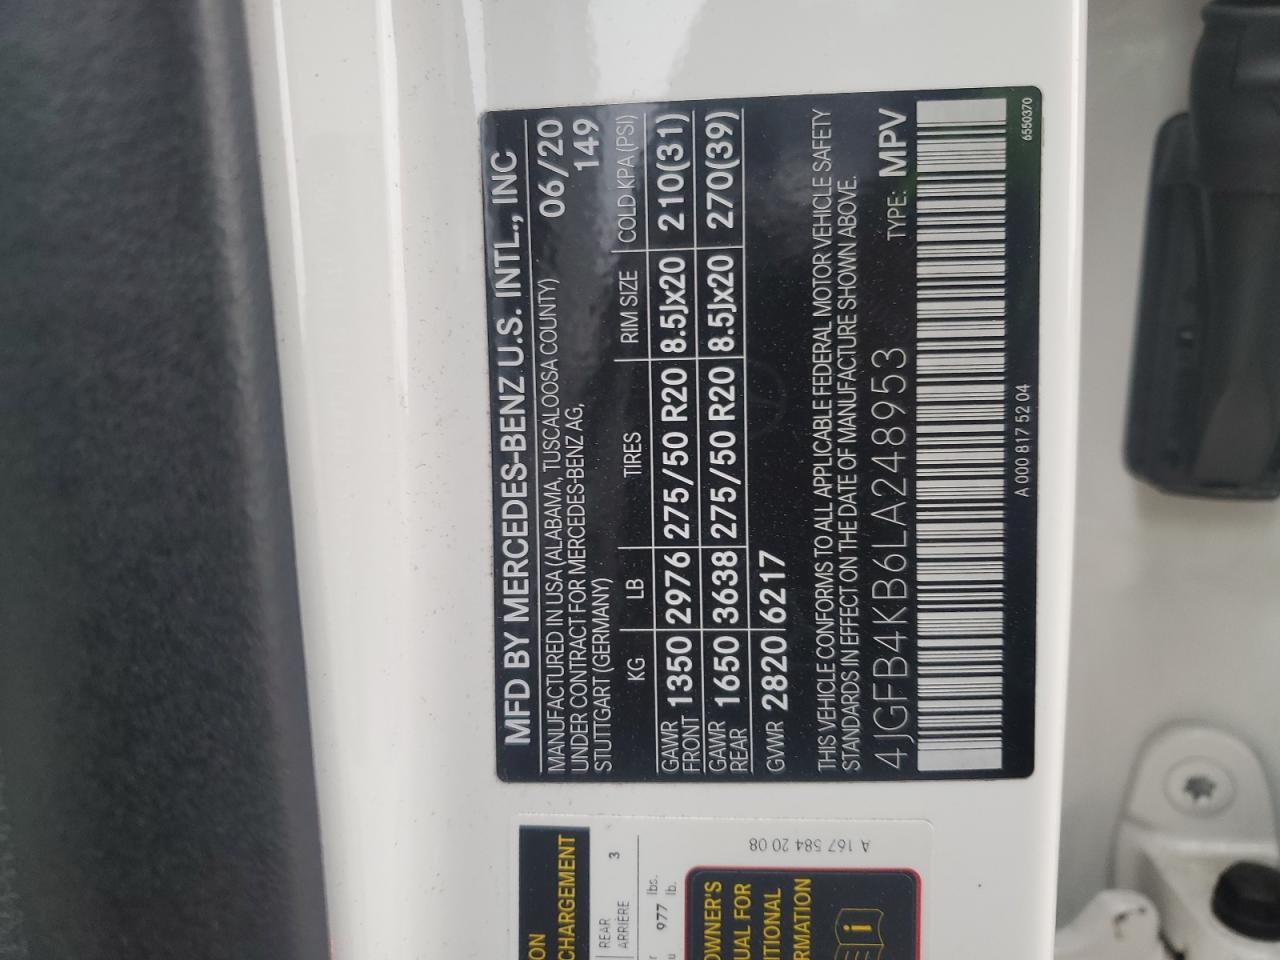 MFD BY MERCEDES-BENZ U.S. INTL., INC
MANUFACTURED IN USA (ALABAMA, TUSCALOOSA COUNTY) 06/20
UNDER CONTRACT FOR MERCEDES-BENZ AG, 149
STUTTGART (GERMANY)
KG LB TIRES RIM SIZE COLD KPA (PSI)
GAWR FRONT 1350 2976 275/50 R20 8.5Jx20 210(31)
GAWR REAR 1650 3638 275/50 R20 8.5Jx20 270(39)
GVWR 2820 6217
THIS VEHICLE CONFORMS TO ALL APPLICABLE FEDERAL MOTOR VEHICLE SAFETY
STANDARDS IN EFFECT ON THE DATE OF MANUFACTURE SHOWN ABOVE.
4JGFB4KB6LA248953 TYPE: MPV
A 000 817 52 04
6550370
ON
CHARGEMENT
REAR
ARRIÈRE 3
r
u 977 lbs.
lb.
OWNER'S
UAL FOR
ITIONAL
RMATION
i
A 167 584 20 08